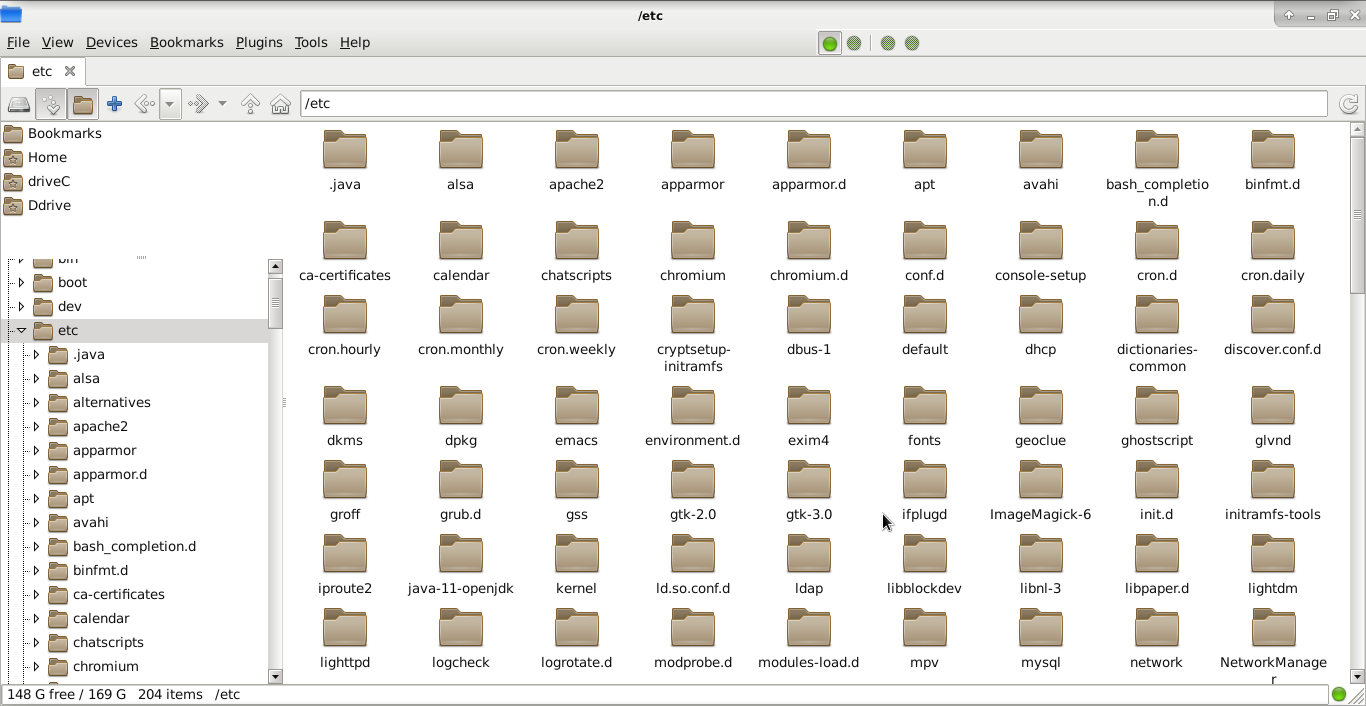 /etc
File View Devices Bookmarks Plugins Tools Help
etc
/etc
Bookmarks
Home
driveC
Ddrive
bin
boot
dev
etc
.java
alsa
alternatives
apache2
apparmor
apparmor.d
apt
avahi
bash_completion.d
binfmt.d
ca-certificates
calendar
chatscripts
chromium
.java alsa apache2 apparmor apparmor.d apt avahi bash_completio binfmt.d
n.d
ca-certificates calendar chatscripts chromium chromium.d conf.d console-setup cron.d cron.daily
cron.hourly cron.monthly cron.weekly cryptsetup- dbus-1 default dhcp dictionaries- discover.conf.d
initramfs common
dkms dpkg emacs environment.d exim4 fonts geoclue ghostscript glvnd
groff grub.d gss gtk-2.0 gtk-3.0 ifplugd ImageMagick-6 init.d initramfs-tools
iproute2 java-11-openjdk kernel ld.so.conf.d ldap libblockdev libnl-3 libpaper.d lightdm
lighttpd logcheck logrotate.d modprobe.d modules-load.d mpv mysql network NetworkManage
r
148 G free / 169 G 204 items /etc